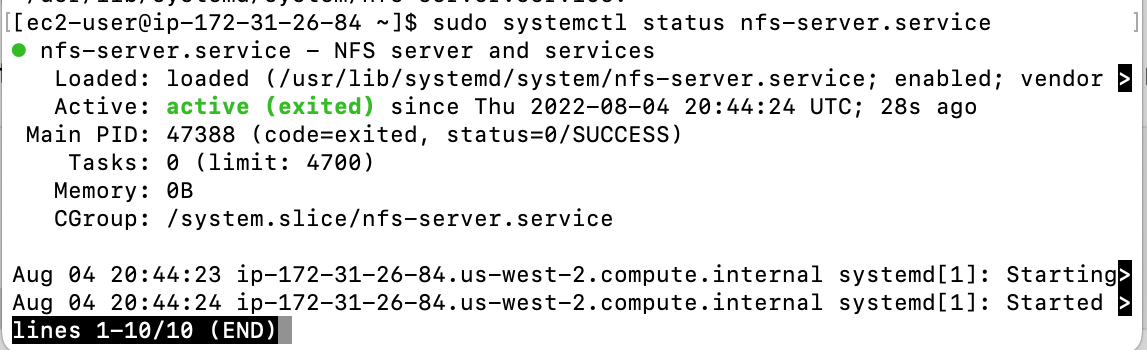 [[ec2-user@ip-172-31-26-84 ~]$ sudo systemctl status nfs-server.service ]
● nfs-server.service – NFS server and services
Loaded: loaded (/usr/lib/systemd/system/nfs-server.service; enabled; vendor >
Active: active (exited) since Thu 2022-08-04 20:44:24 UTC; 28s ago
Main PID: 47388 (code=exited, status=0/SUCCESS)
Tasks: 0 (limit: 4700)
Memory: 0B
CGroup: /system.slice/nfs-server.service
Aug 04 20:44:23 ip-172-31-26-84.us-west-2.compute.internal systemd[1]: Starting>
Aug 04 20:44:24 ip-172-31-26-84.us-west-2.compute.internal systemd[1]: Started >
lines 1-10/10 (END)